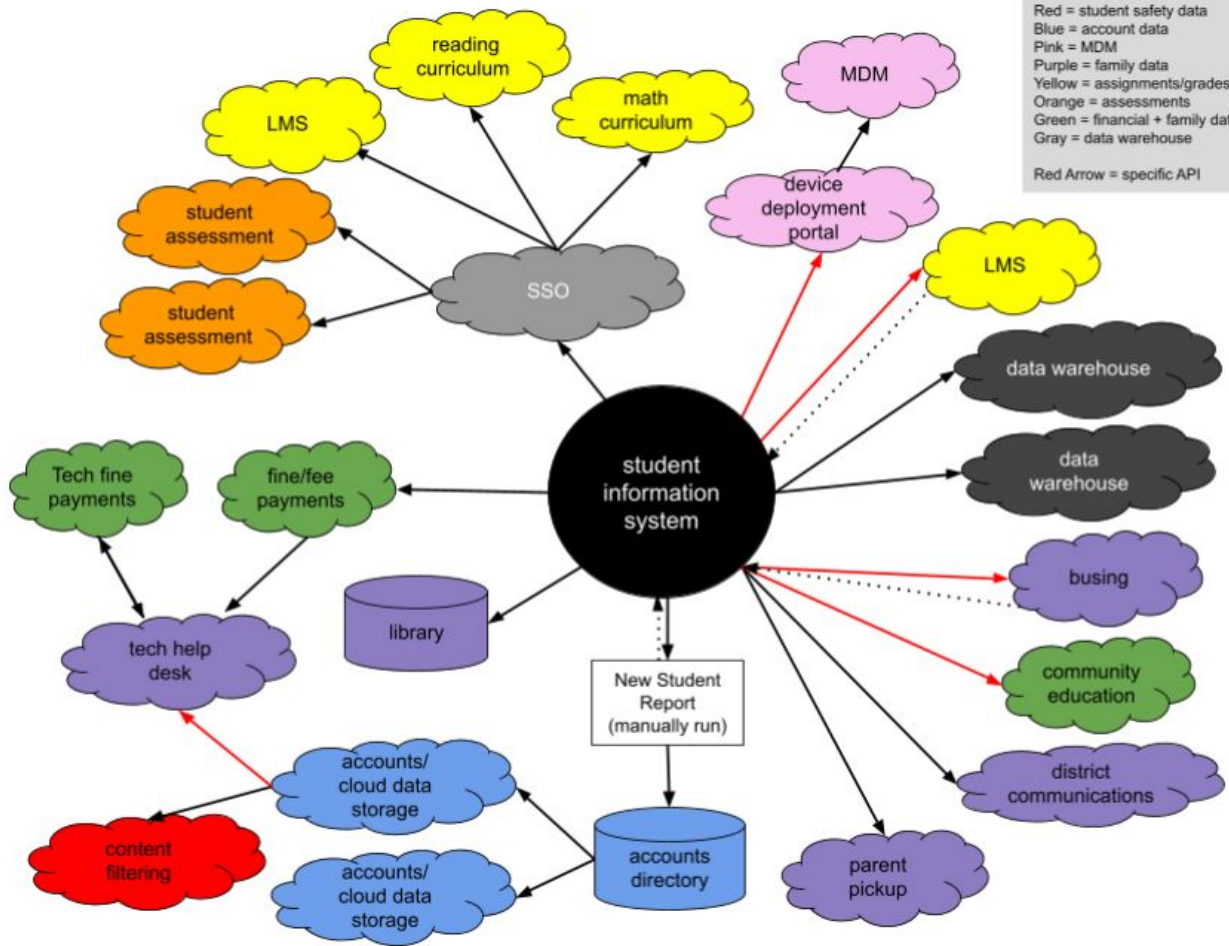 Red = student safety data
Blue = account data
Pink = MDM
Purple = family data
Yellow = assignments/grades
Orange = assessments
Green = financial + family dat
Gray = data warehouse
Red Arrow = specific API
reading
curriculum
MDM
LMS
math
curriculum
device
deployment
portal
student
assessment
LMS
SSO
student
assessment
data warehouse
Tech fine
payments
fine/fee
payments
student
information
system
data
warehouse
busing
library
tech help
desk
New Student
Report
(manually run)
community
education
accounts/
cloud data
storage
district
communications
content
filtering
accounts
directory
accounts/
cloud data
storage
parent
pickup